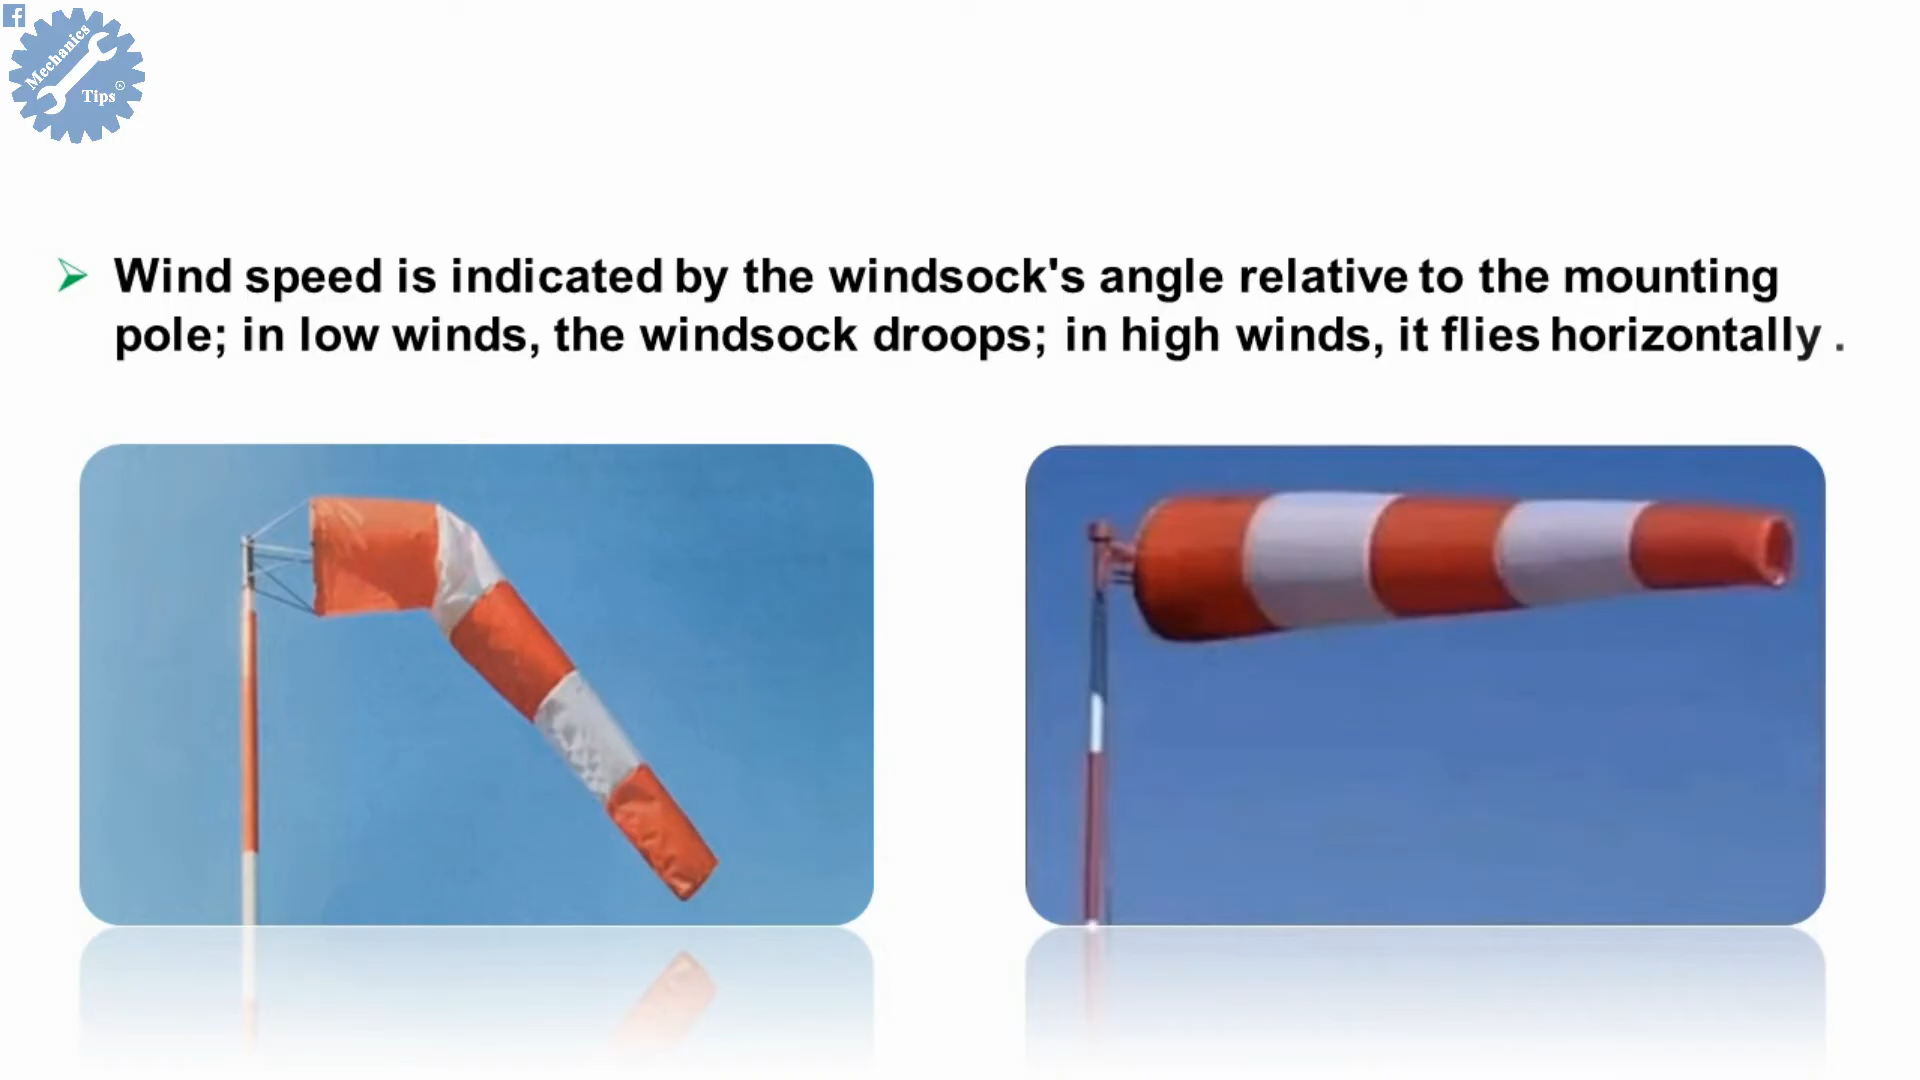 f
Mechanics
Tips
Wind speed is indicated by the windsock's angle relative to the mounting
pole; in low winds, the windsock droops; in high winds, it flies horizontally .